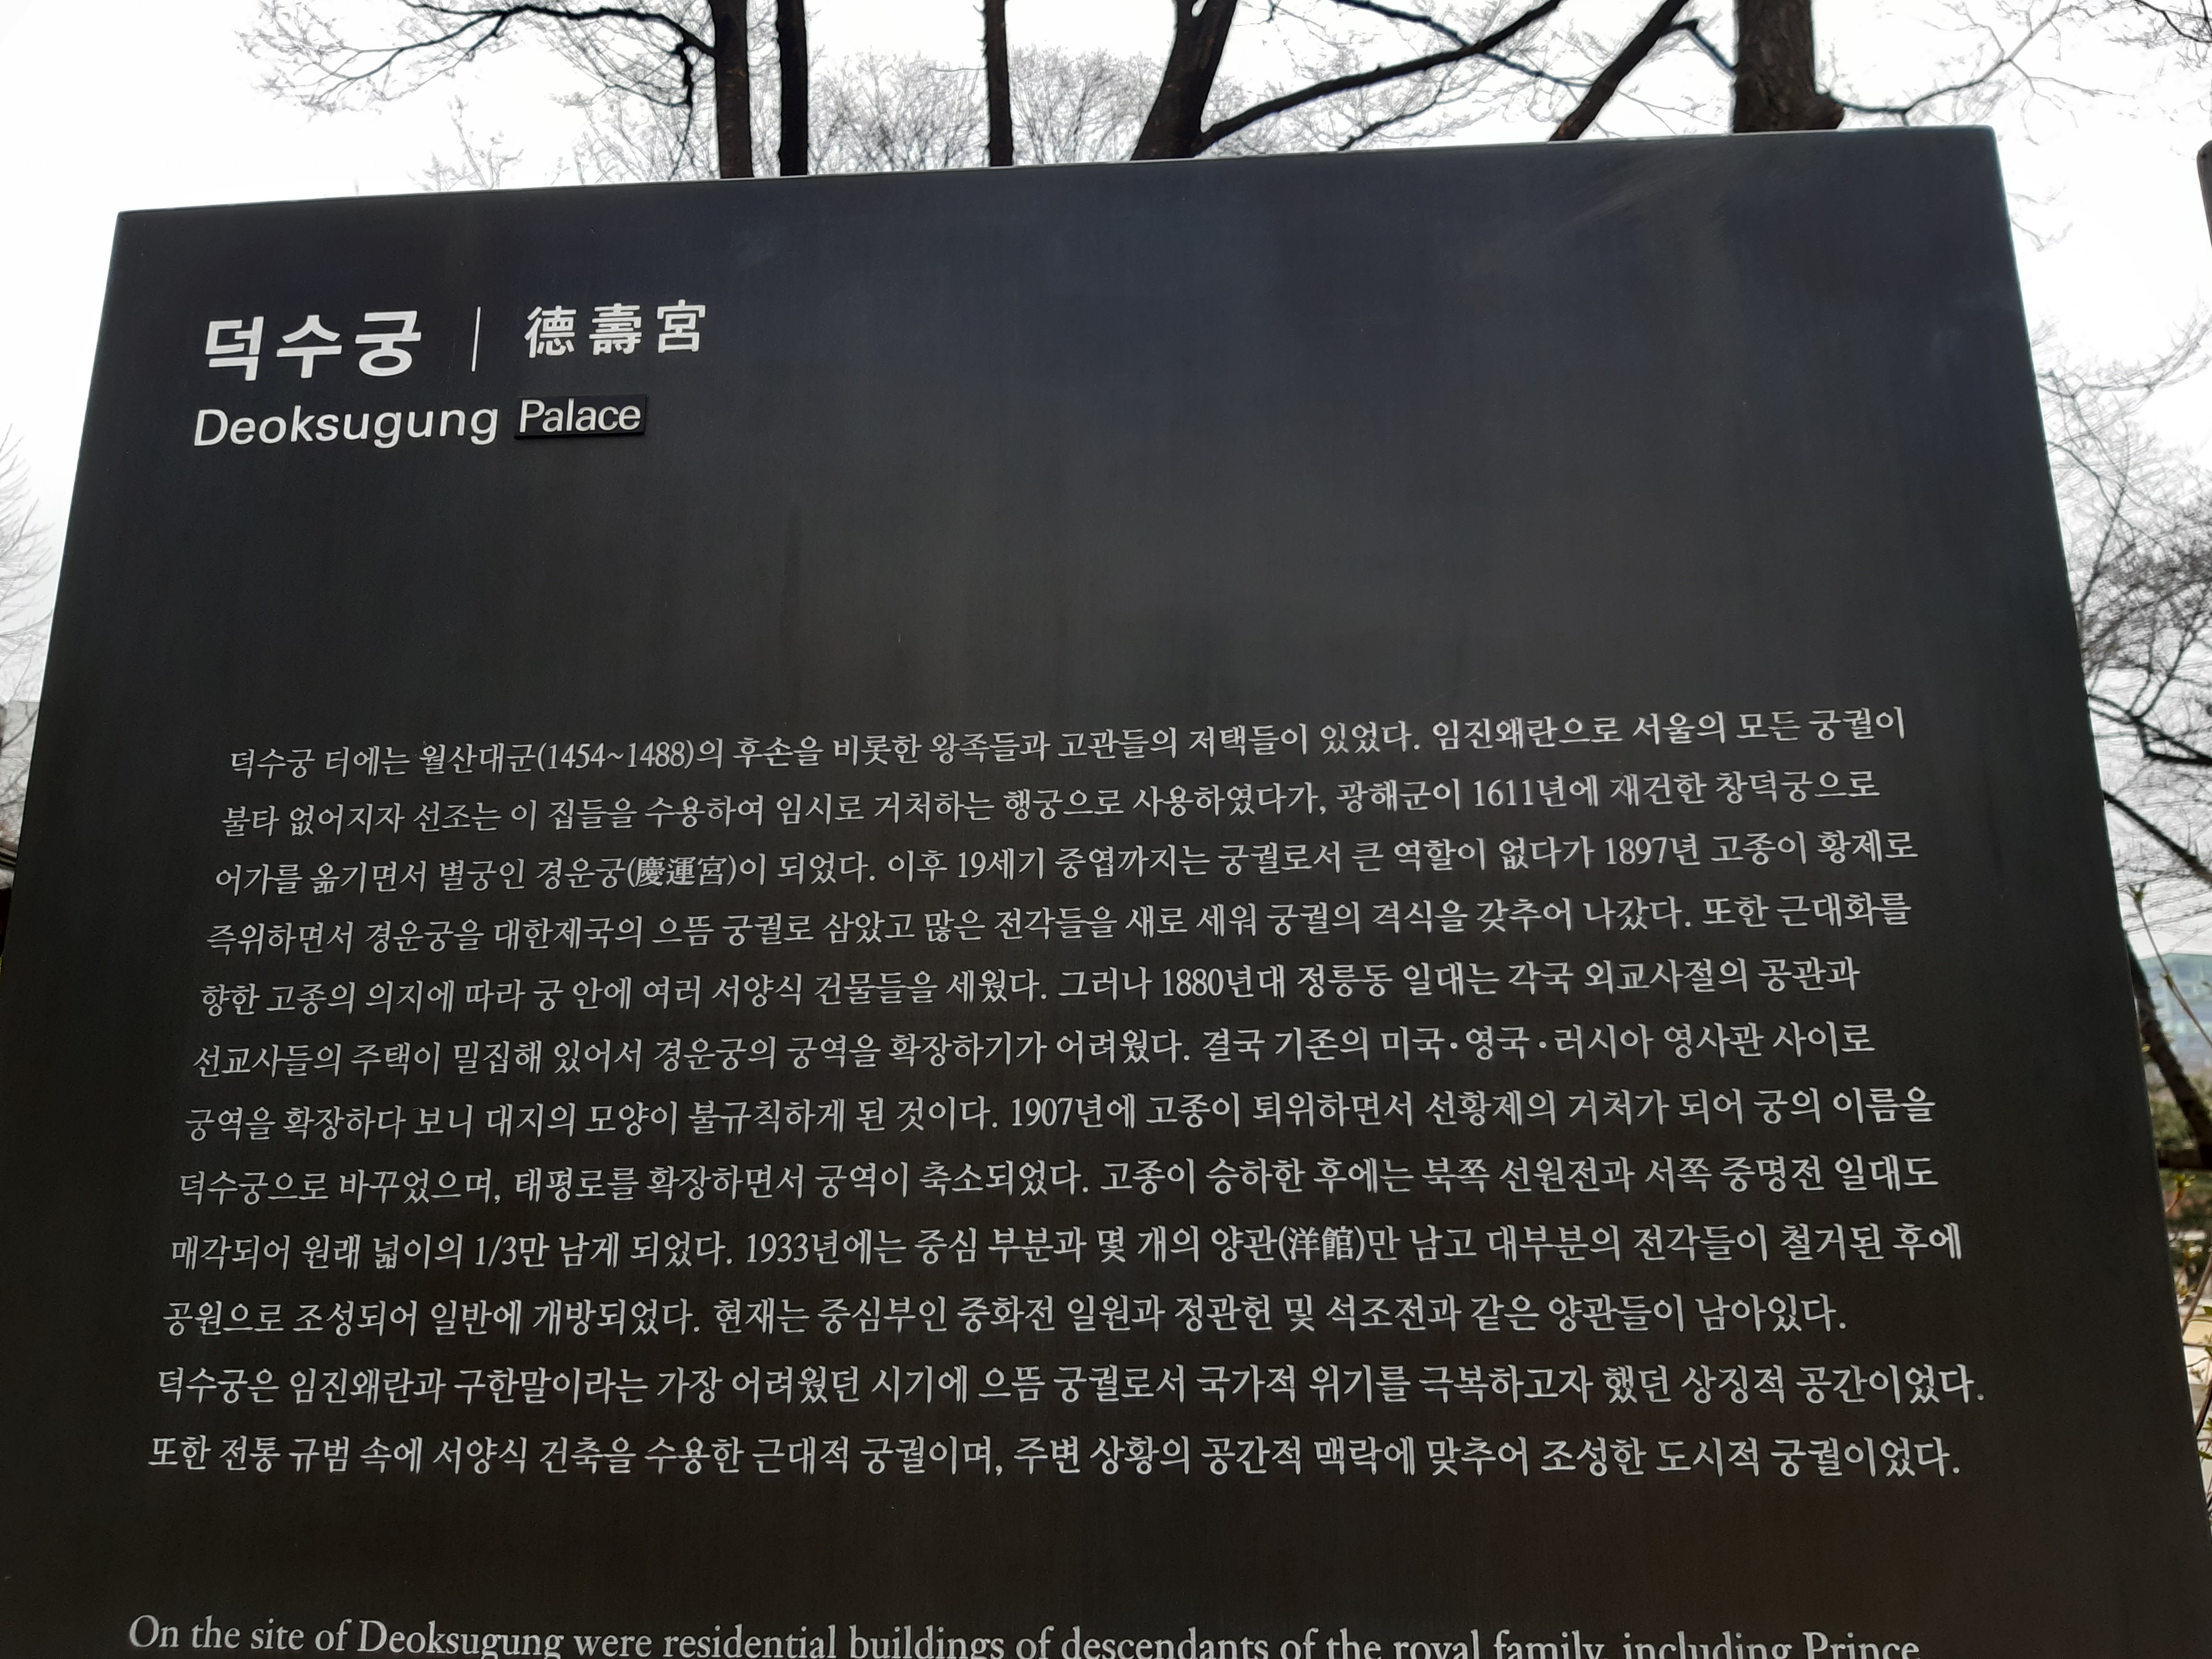 덕수궁 | 德壽宮
Deoksugung Palace
덕수궁 터에는 월산대군(1454~1488)의 후손을 비롯한 왕족들과 고관들의 저택들이 있었다. 임진왜란으로 서울의 모든 궁궐이
불타 없어지자 선조는 이 집들을 수용하여 임시로 거처하는 행궁으로 사용하였다가, 광해군이 1611년에 재건한 창덕궁으로
어가를 옮기면서 별궁인 경운궁(慶運宮)이 되었다. 이후 19세기 중엽까지는 궁궐로서 큰 역할이 없다가 1897년 고종이 황제로
즉위하면서 경운궁을 대한제국의 으뜸 궁궐로 삼았고 많은 전각들을 새로 세워 궁궐의 격식을 갖추어 나갔다. 또한 근대화를
향한 고종의 의지에 따라 궁 안에 여러 서양식 건물들을 세웠다. 그러나 1880년대 정릉동 일대는 각국 외교사절의 공관과
선교사들의 주택이 밀집해 있어서 경운궁의 궁역을 확장하기가 어려웠다. 결국 기존의 미국·영국·러시아 영사관 사이로
궁역을 확장하다 보니 대지의 모양이 불규칙하게 된 것이다. 1907년에 고종이 퇴위하면서 선황제의 거처가 되어 궁의 이름을
덕수궁으로 바꾸었으며, 태평로를 확장하면서 궁역이 축소되었다. 고종이 승하한 후에는 북쪽 선원전과 서쪽 중명전 일대도
매각되어 원래 넓이의 1/3만 남게 되었다. 1933년에는 중심 부분과 몇 개의 양관(洋館)만 남고 대부분의 전각들이 철거된 후에
공원으로 조성되어 일반에 개방되었다. 현재는 중심부인 중화전 일원과 정관헌 및 석조전과 같은 양관들이 남아있다.
덕수궁은 임진왜란과 구한말이라는 가장 어려웠던 시기에 으뜸 궁궐로서 국가적 위기를 극복하고자 했던 상징적 공간이었다.
또한 전통 규범 속에 서양식 건축을 수용한 근대적 궁궐이며, 주변 상황의 공간적 맥락에 맞추어 조성한 도시적 궁궐이었다.
On the site of Deoksugung were residential buildings of descendants of the royal family, including Prince